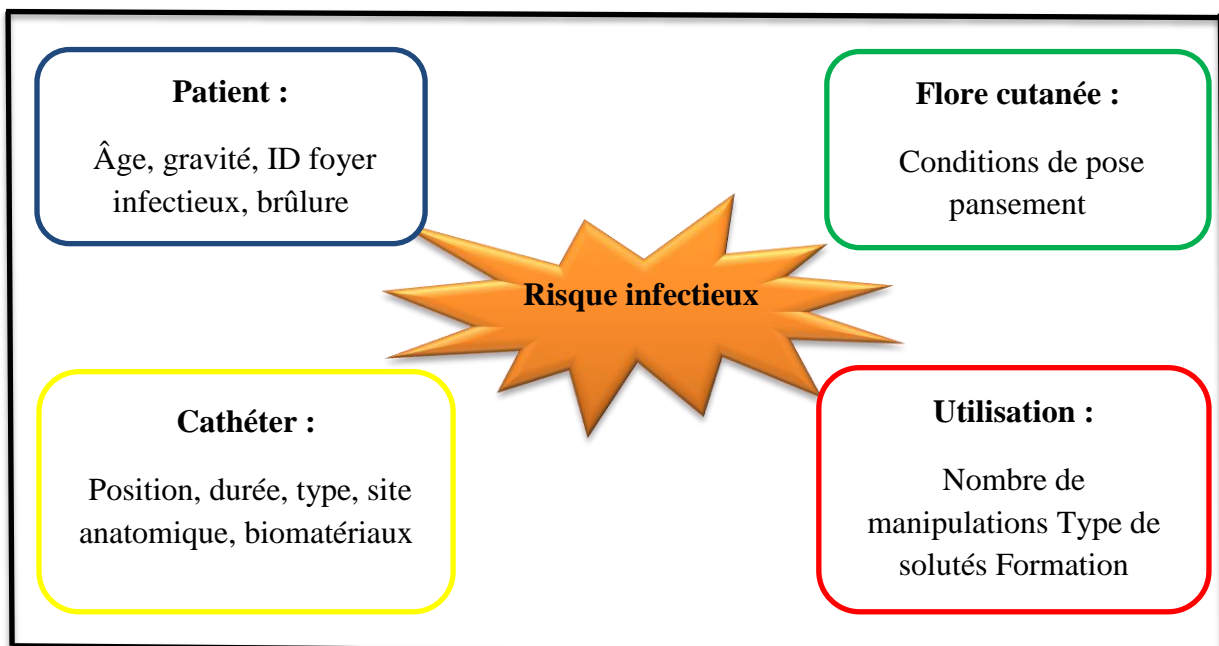 Patient :
Âge, gravité, ID foyer
infectieux, brûlure
Flore cutanée :
Conditions de pose
pansement
Risque infectieux
Cathéter :
Position, durée, type, site
anatomique, biomatériaux
Utilisation :
Nombre de
manipulations Type de
solutés Formation